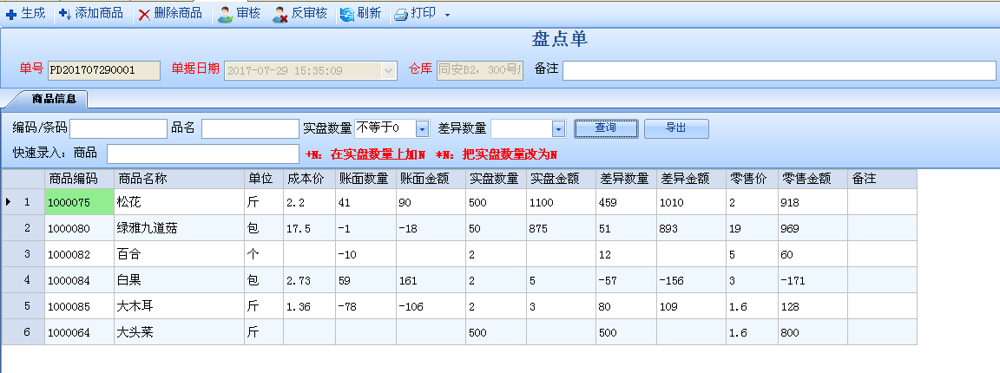 生成 添加商品 删除商品 审核 反审核 刷新 打印
盘点单
单号 PD201707290001 单据日期 2017-07-29 15:35:09 仓库 同安B2, 300号 备注
商品信息
编码/条码 品名 实盘数量 不等于0 差异数量 查询 导出
快速录入: 商品 +N: 在实盘数量上加N *N: 把实盘数量改为N
商品编码 商品名称 单位 成本价 账面数量 账面金额 实盘数量 实盘金额 差异数量 差异金额 零售价 零售金额 备注
1 1000075 松花 斤 2.2 41 90 500 1100 459 1010 2 918
2 1000080 绿雅九道菇 包 17.5 -1 -18 50 875 51 893 19 969
3 1000082 百合 个 -10 2 12 5 60
4 1000084 白果 包 2.73 59 161 2 5 -57 -156 3 -171
5 1000085 大木耳 斤 1.36 -78 -106 2 3 80 109 1.6 128
6 1000064 大头菜 斤 500 500 1.6 800